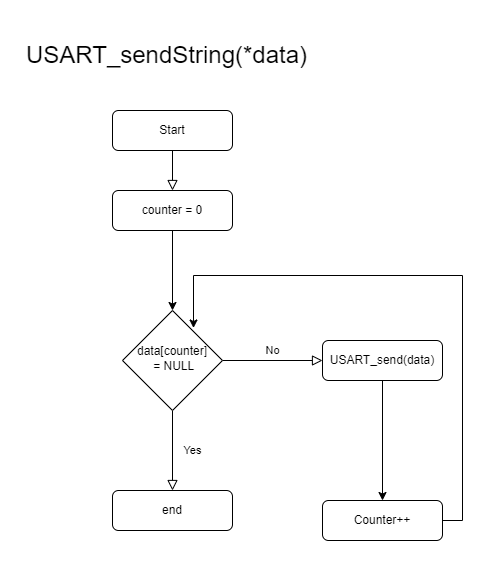 USART_sendString(*data)
Start
counter = 0
data[counter]
= NULL
No
USART_send(data)
Yes
end
Counter++